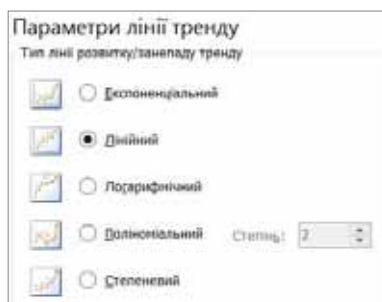 Параметри лінії тренду
Тип лінії розвитку/занепаду тренду
Експоненціальний
Лінійний
Логарифмічний
Поліноміальний Степінь: 2
Степеневий